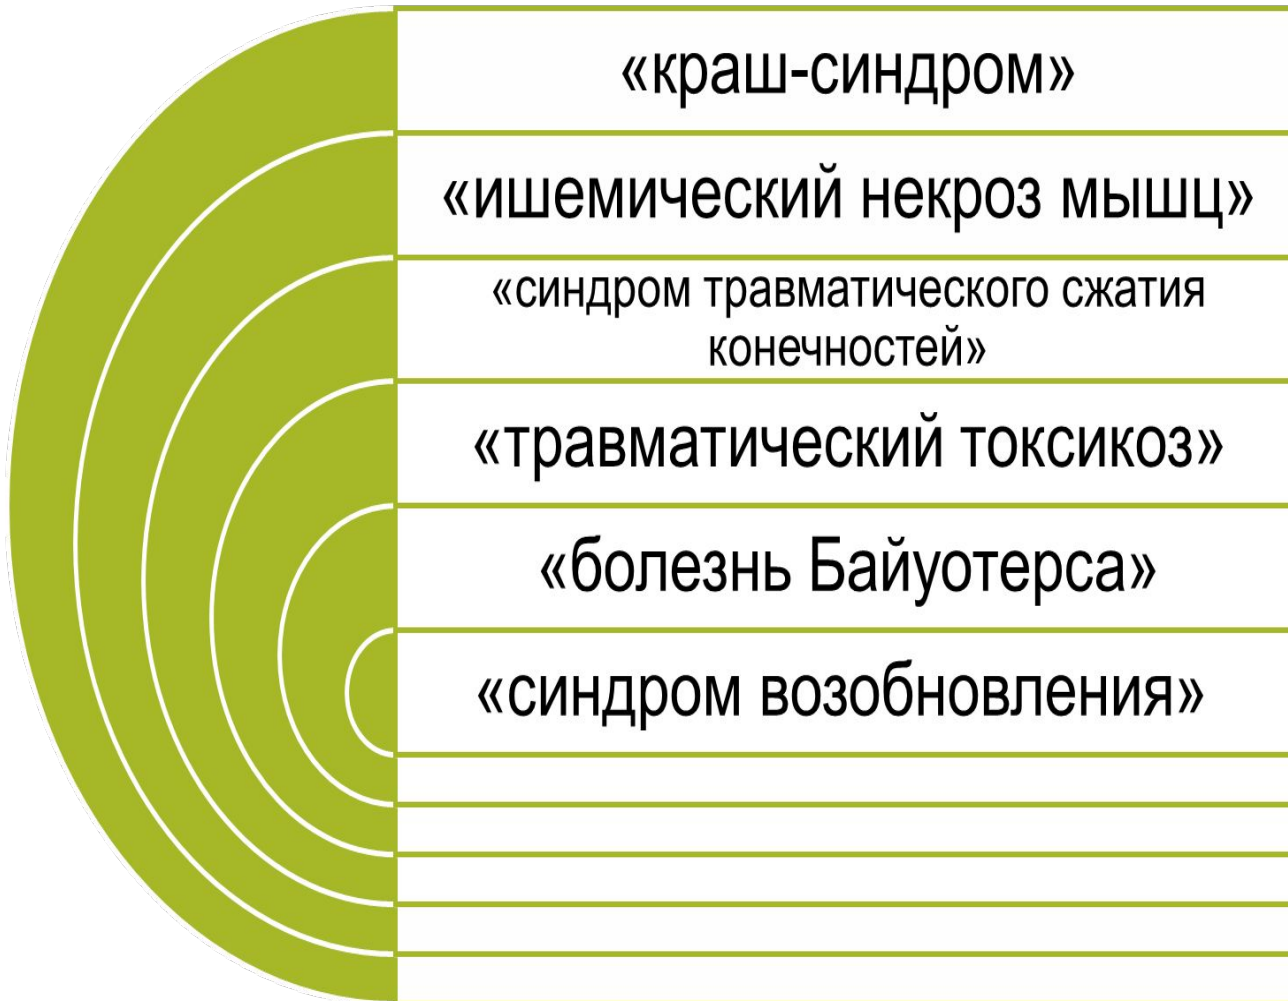 «краш-синдром»
«ишемический некроз мышц»
«синдром травматического сжатия
конечностей»
«травматический токсикоз»
«болезнь Байуотерса»
«синдром возобновления»